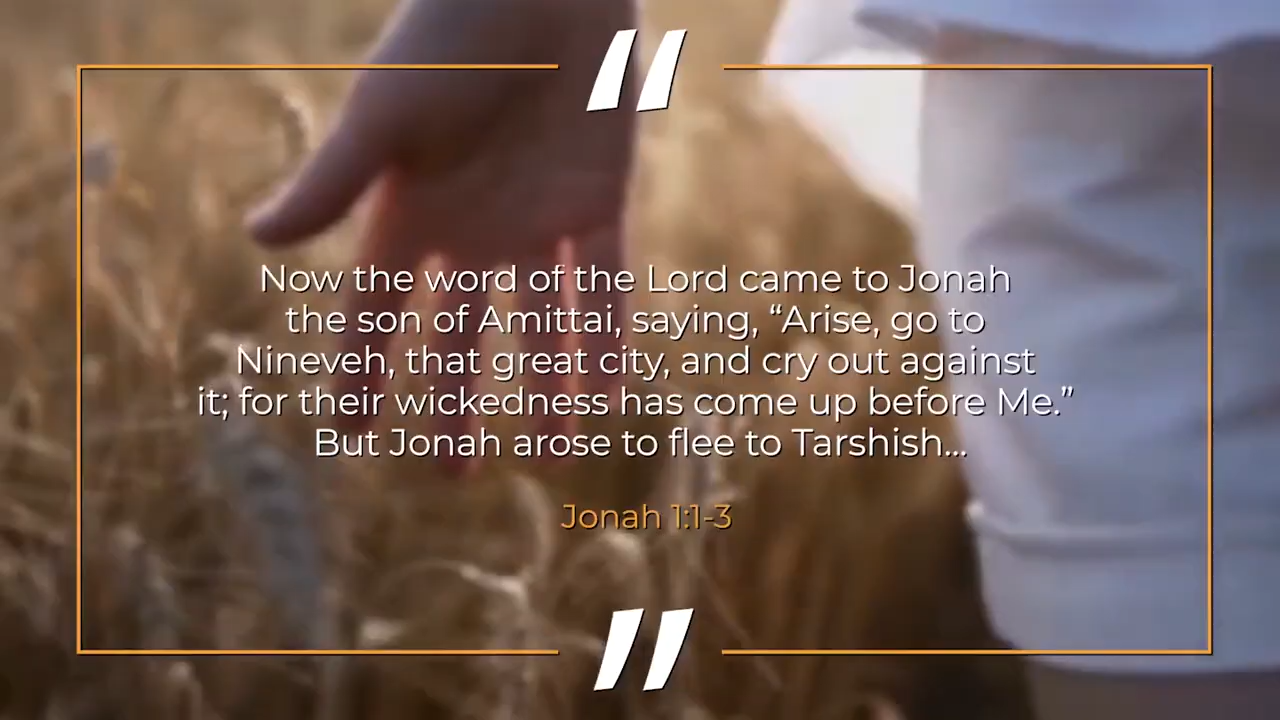 “
Now the word of the Lord came to Jonah
the son of Amittai, saying, “Arise, go to
Nineveh, that great city, and cry out against
it; for their wickedness has come up before Me.”
But Jonah arose to flee to Tarshish...
Jonah 1:1-3
”